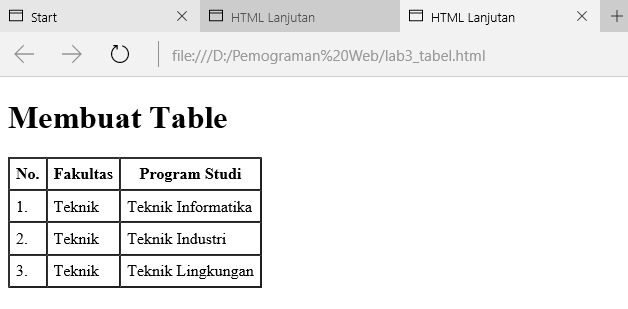 Start HTML Lanjutan HTML Lanjutan
file:///D:/Pemograman%20Web/lab3_tabel.html
Membuat Table
No. Fakultas Program Studi
1. Teknik Teknik Informatika
2. Teknik Teknik Industri
3. Teknik Teknik Lingkungan